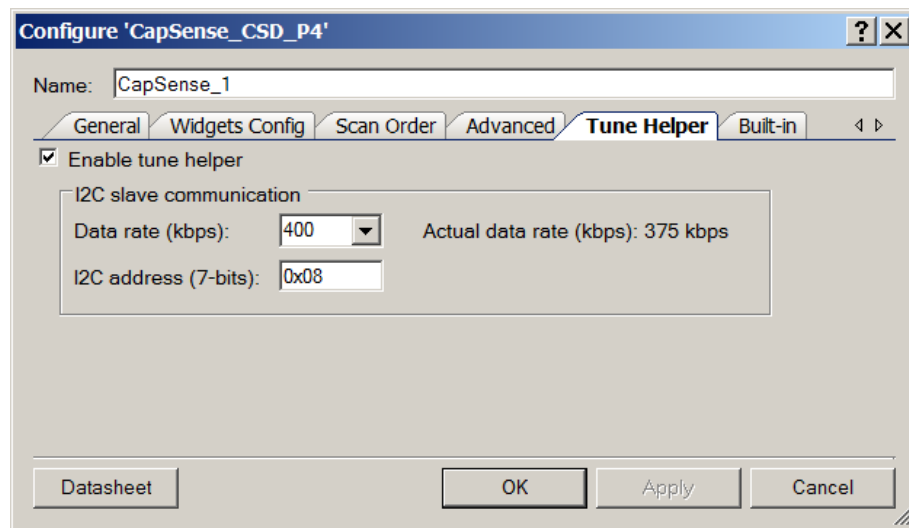 Configure 'CapSense_CSD_P4'
Name: CapSense_1
General Widgets Config Scan Order Advanced Tune Helper Built-in
Enable tune helper
I2C slave communication
Data rate (kbps): 400 Actual data rate (kbps): 375 kbps
I2C address (7-bits): 0x08
Datasheet OK Apply Cancel